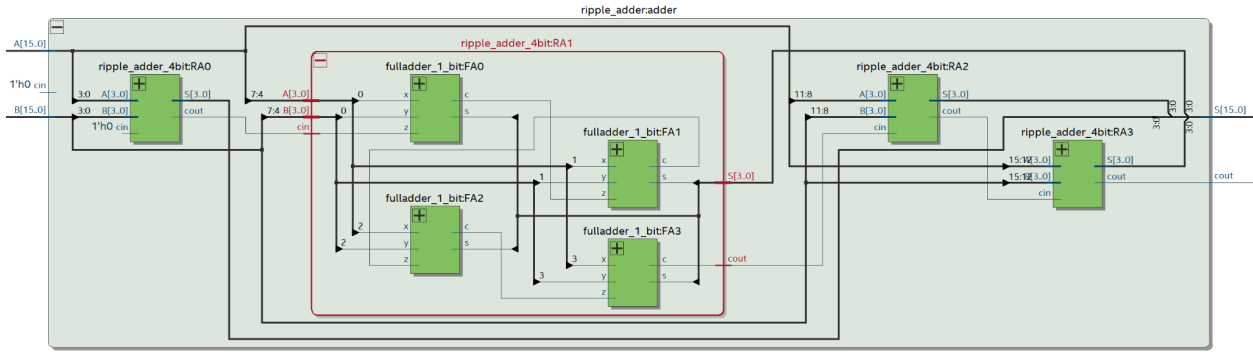 ripple_adder:adder
A[15..0]
1'h0 cin
B[15..0]
ripple_adder_4bit:RA0
3:0 A[3..0] S[3..0]
3:0 B[3..0] cout
1'h0 cin
ripple_adder_4bit:RA1
7:4 A[3..0]
7:4 B[3..0]
cin
fulladder_1_bit:FA0
0 x c
0 y s
z
fulladder_1_bit:FA1
1 x c
1 y s
z
fulladder_1_bit:FA2
2 x c
2 y s
z
fulladder_1_bit:FA3
3 x c
3 y s
z
S[3..0]
cout
ripple_adder_4bit:RA2
11:8 A[3..0] S[3..0]
11:8 B[3..0] cout
cin
3:0
3:0
3:0
3:0
ripple_adder_4bit:RA3
15:12 A[3..0] S[3..0]
15:12 B[3..0] cout
cin
S[15..0]
cout